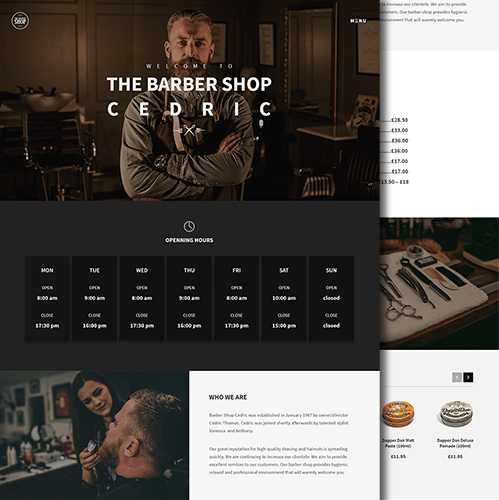 SHOP
MENU
WELCOME TO
THE BARBER SHOP
CEDRIC
OPENNING HOURS
MON TUE WED THU FRI SAT SUN
OPEN OPEN OPEN OPEN OPEN OPEN OPEN
8:00 am 9:00 am 8:00 am 9:00 am 8:00 am 10:00 am closed
CLOSE CLOSE CLOSE CLOSE CLOSE CLOSE CLOSE
17:30 pm 16:00 pm 17:30 pm 16:00 pm 17:30 pm 15:00 pm closed
WHO WE ARE
Barber Shop Cedric was established in January 1987 by owner/director
Cedric Thomas. Cedric was joined shortly afterwards by talented stylist
Vanessa and Anthony.
Our great reputation for high quality shaving and haircuts is spreading
quickly. We are continuing to increase our clientele. We aim to provide
excellent services to our customers. Our barber shop provides hygienic
relaxed and professional environment that will warmly welcome you.
increase our clientele. We aim to provide
customers. Our barber shop provides hygienic
environment that will warmly welcome you.
£28.50
£33.00
£36.00
£36.00
£17.00
£17.00
£13.50 – £18
Dapper Dan Matt
Paste (100ml)
£11.95
Dapper Dan Deluxe
Pomade (100ml)
£11.95